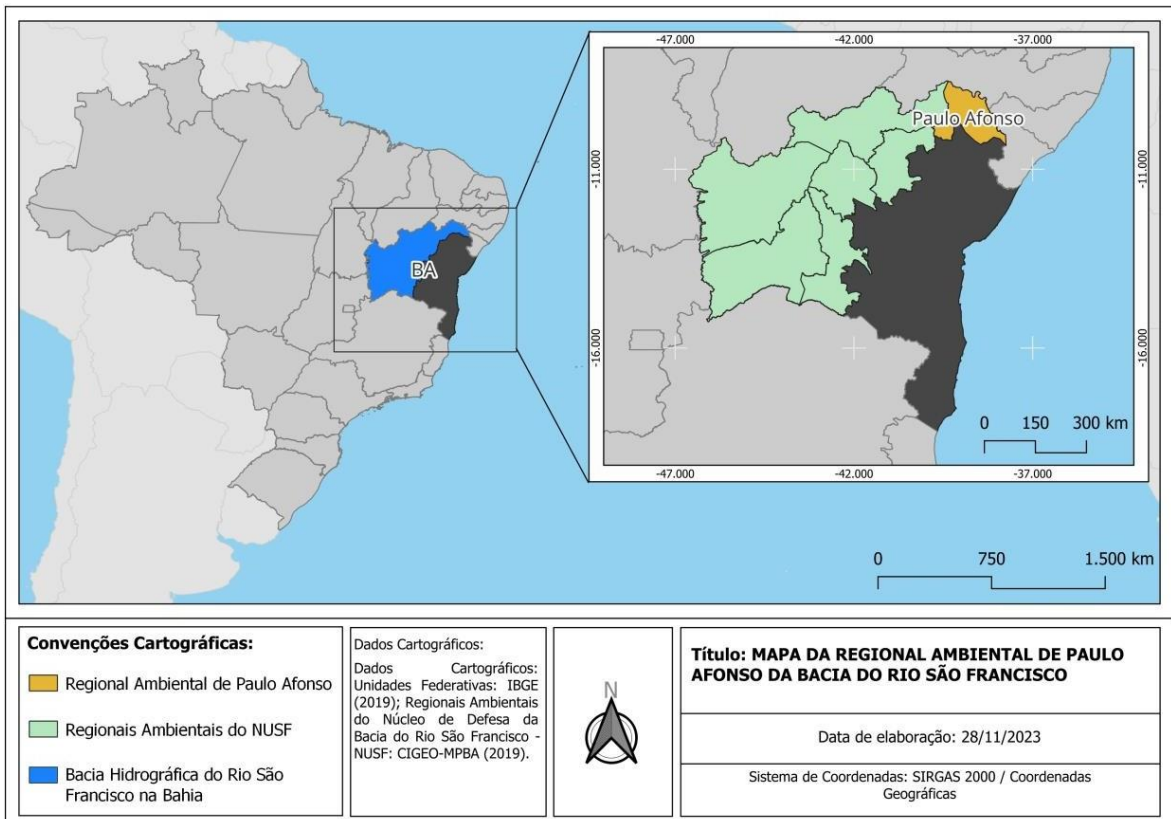 BA
-47.000
-42.000
-37.000
Paulo Afonso
-11.000
-11.000
-16.000
-16.000
0 150 300 km
-47.000
-42.000
-37.000
0 750 1.500 km
Convenções Cartográficas:
Regional Ambiental de Paulo Afonso
Regionais Ambientais do NUSF
Bacia Hidrográfica do Rio São
Francisco na Bahia
Dados Cartográficos:
Dados Cartográficos:
Unidades Federativas: IBGE
(2019); Regionais Ambientais
do Núcleo de Defesa da
Bacia do Rio São Francisco -
NUSF: CIGEO-MPBA (2019).
N
Título: MAPA DA REGIONAL AMBIENTAL DE PAULO
AFONSO DA BACIA DO RIO SÃO FRANCISCO
Data de elaboração: 28/11/2023
Sistema de Coordenadas: SIRGAS 2000 / Coordenadas
Geográficas